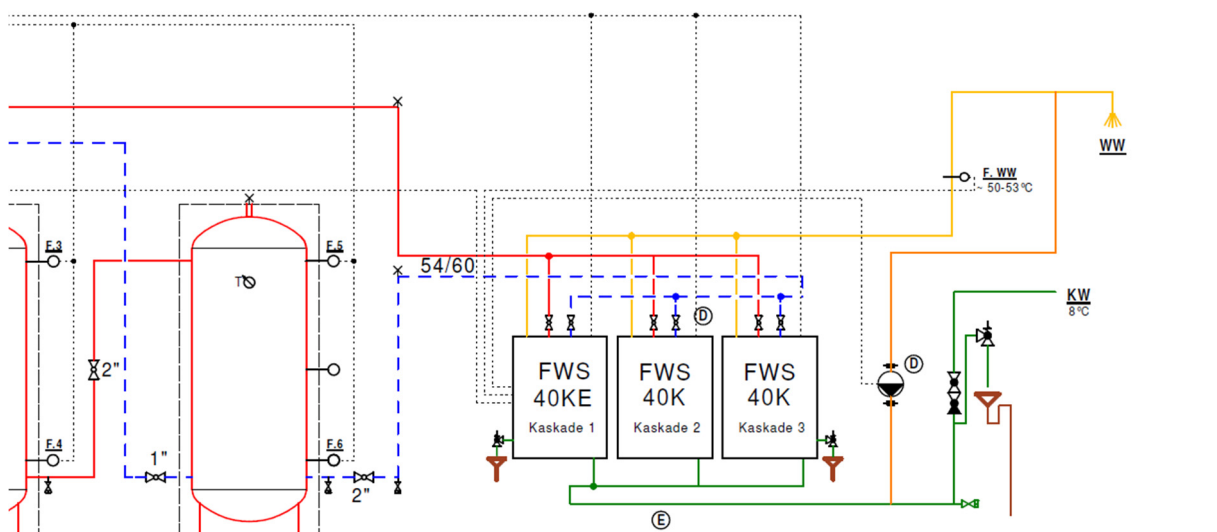 WW
F. WW
~ 50-53°C
F.3
F.5
54/60
T
KW
8°C
D
D
2"
FWS
40KE
Kaskade 1
FWS
40K
Kaskade 2
FWS
40K
Kaskade 3
F.4
F.6
1"
2"
E